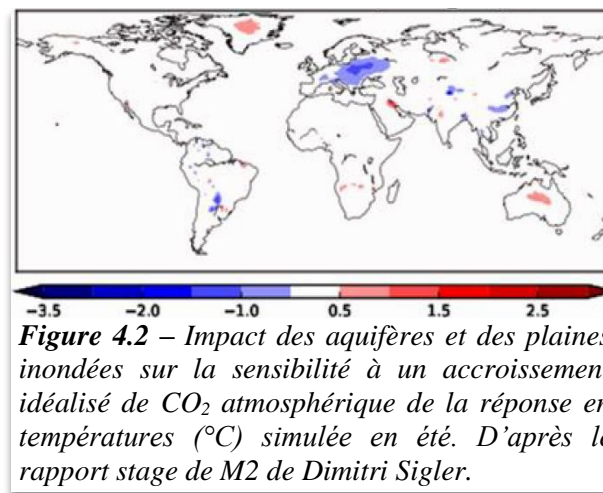 −3.5 −2.0 −1.0 0.5 1.5 2.5
Figure 4.2 – Impact des aquifères et des plaines
inondées sur la sensibilité à un accroissemen
idéalisé de CO2 atmosphérique de la réponse en
températures (°C) simulée en été. D'après le
rapport stage de M2 de Dimitri Sigler.